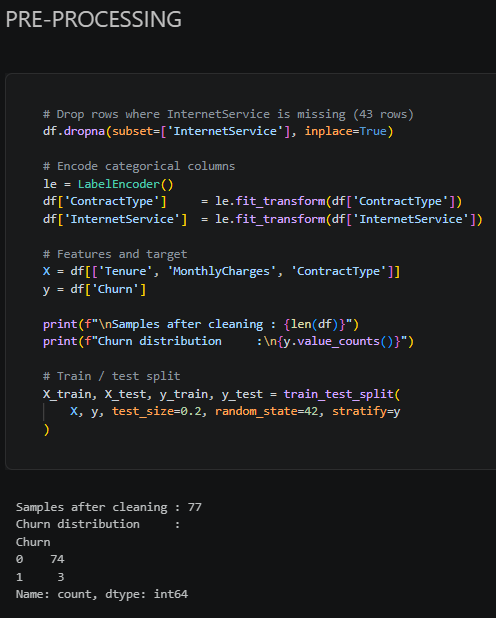 PRE-PROCESSING
# Drop rows where InternetService is missing (43 rows)
df.dropna(subset=['InternetService'], inplace=True)
# Encode categorical columns
le = LabelEncoder()
df['ContractType']    = le.fit_transform(df['ContractType'])
df['InternetService'] = le.fit_transform(df['InternetService'])
# Features and target
X = df[['Tenure', 'MonthlyCharges', 'ContractType']]
y = df['Churn']
print(f"\nSamples after cleaning : {len(df)}")
print(f"Churn distribution     :\n{y.value_counts()}")
# Train / test split
X_train, X_test, y_train, y_test = train_test_split(
    X, y, test_size=0.2, random_state=42, stratify=y
)
Samples after cleaning : 77
Churn distribution     :
Churn
0    74
1     3
Name: count, dtype: int64